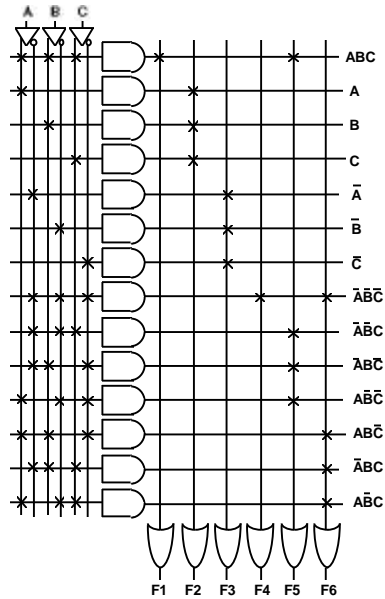 A B C
ABC
A
B
C
A̅
B̅
C̅
A̅B̅C̅
A̅B̅C
A̅BC̅
AB̅C̅
ABC̅
A̅BC
AB̅C
F1 F2 F3 F4 F5 F6